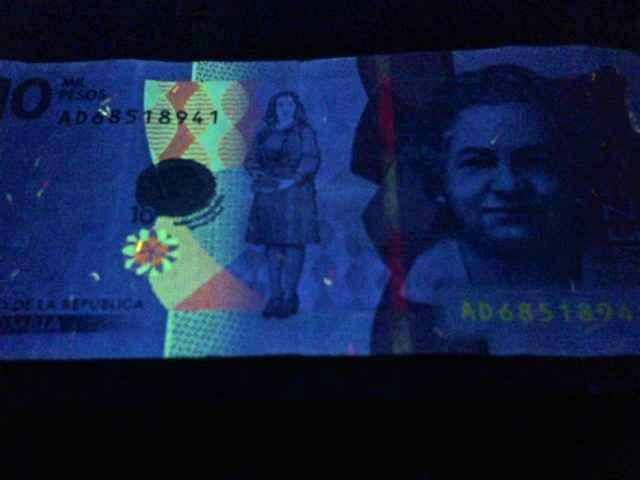 10 MIL
PESOS
AD68518941
10
O DE LA REPUBLICA
AD6851894